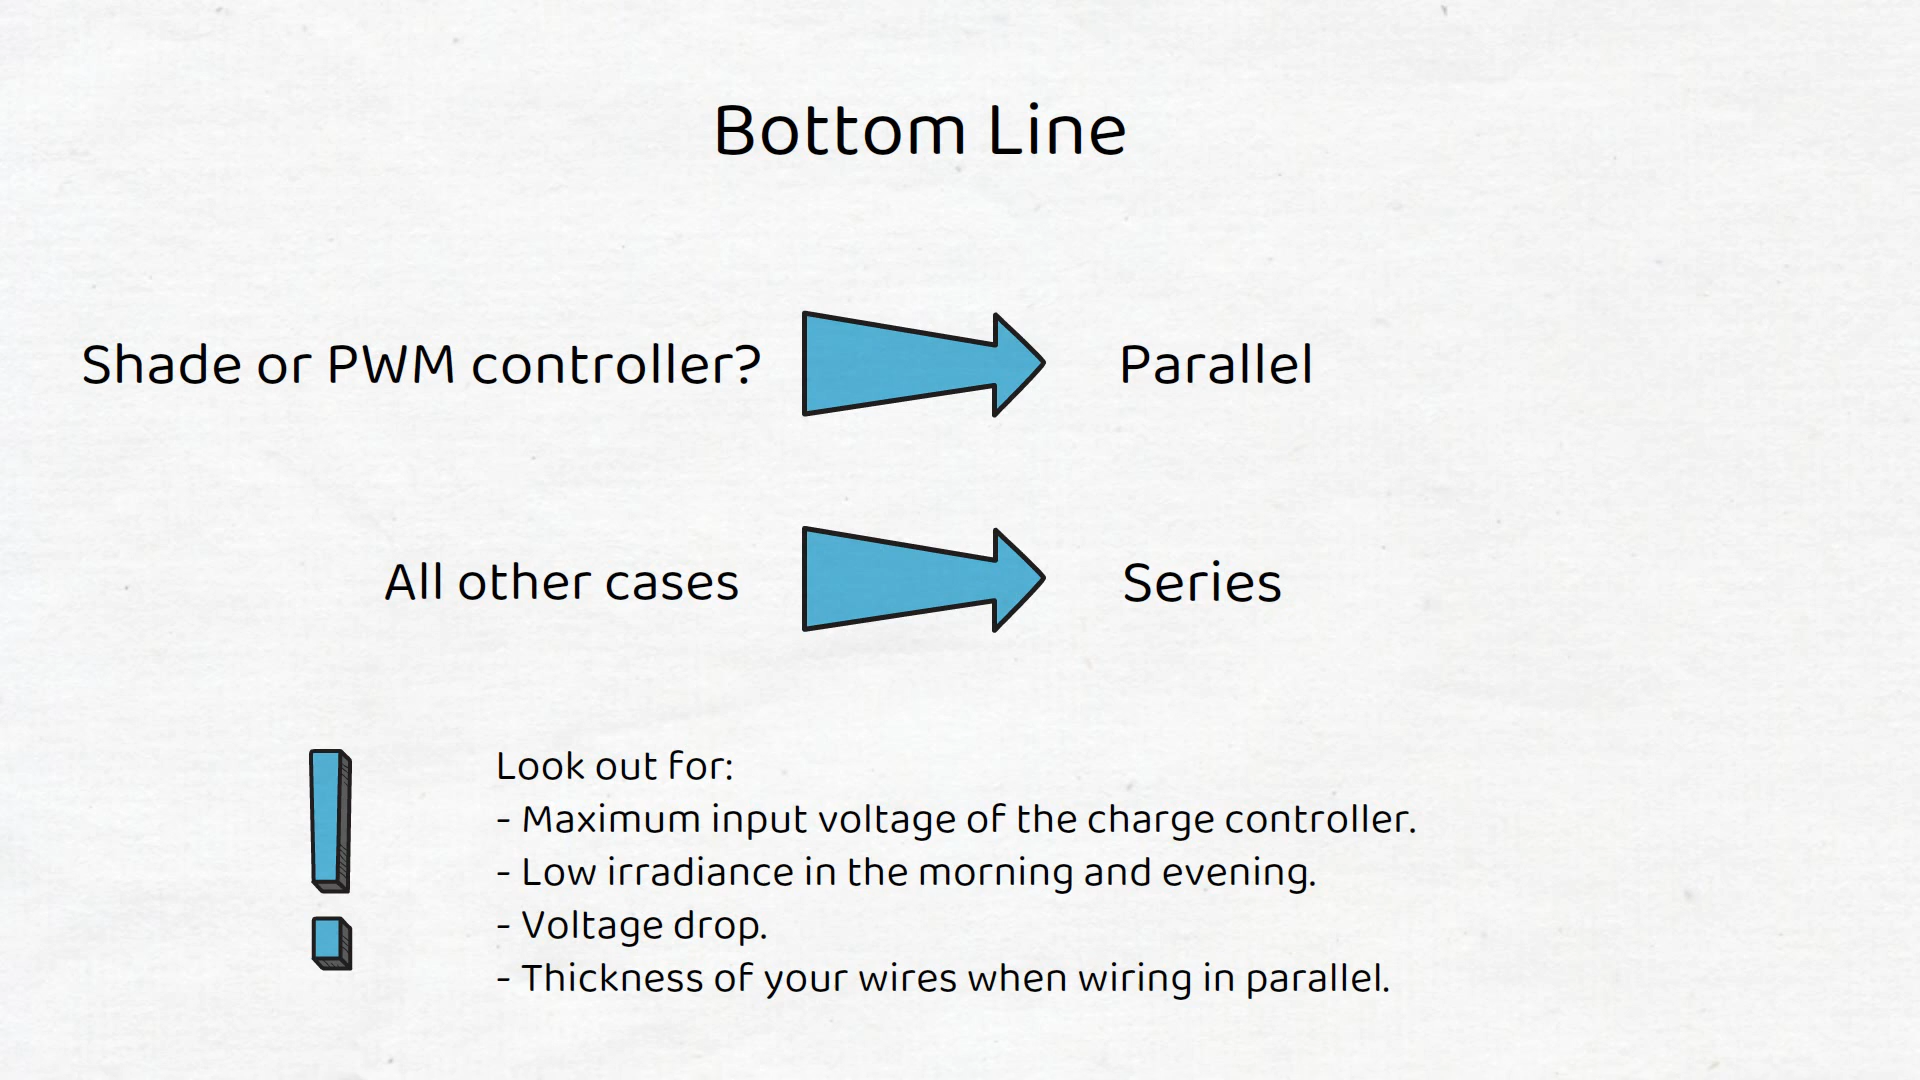 Bottom Line
Shade or PWM controller? Parallel
All other cases Series
Look out for:
- Maximum input voltage of the charge controller.
- Low irradiance in the morning and evening.
- Voltage drop.
- Thickness of your wires when wiring in parallel.